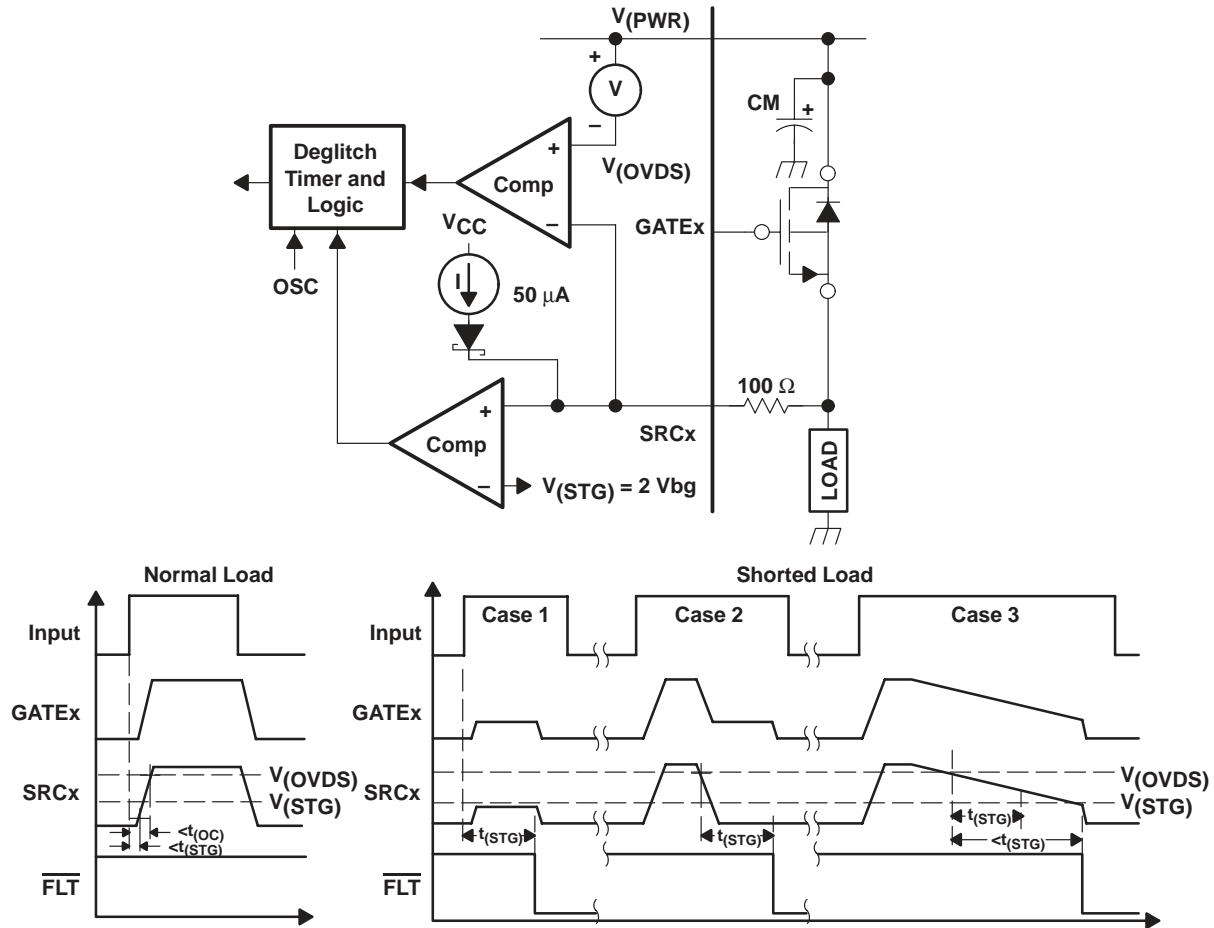 V(PWR)
+
V
–
CM
+
Deglitch
Timer and
Logic
+
Comp
–
V(OVDS)
VCC
GATEx
OSC
I
50 μA
100 Ω
+
Comp
–
SRCx
V(STG) = 2 Vbg
LOAD
Normal Load
Shorted Load
Input
Input
Case 1
Case 2
Case 3
GATEx
GATEx
SRCx
V(OVDS)
V(STG)
SRCx
V(OVDS)
V(STG)
<t(OC)
<t(STG)
t(STG)
t(STG)
t(STG)
<t(STG)
FLT
FLT